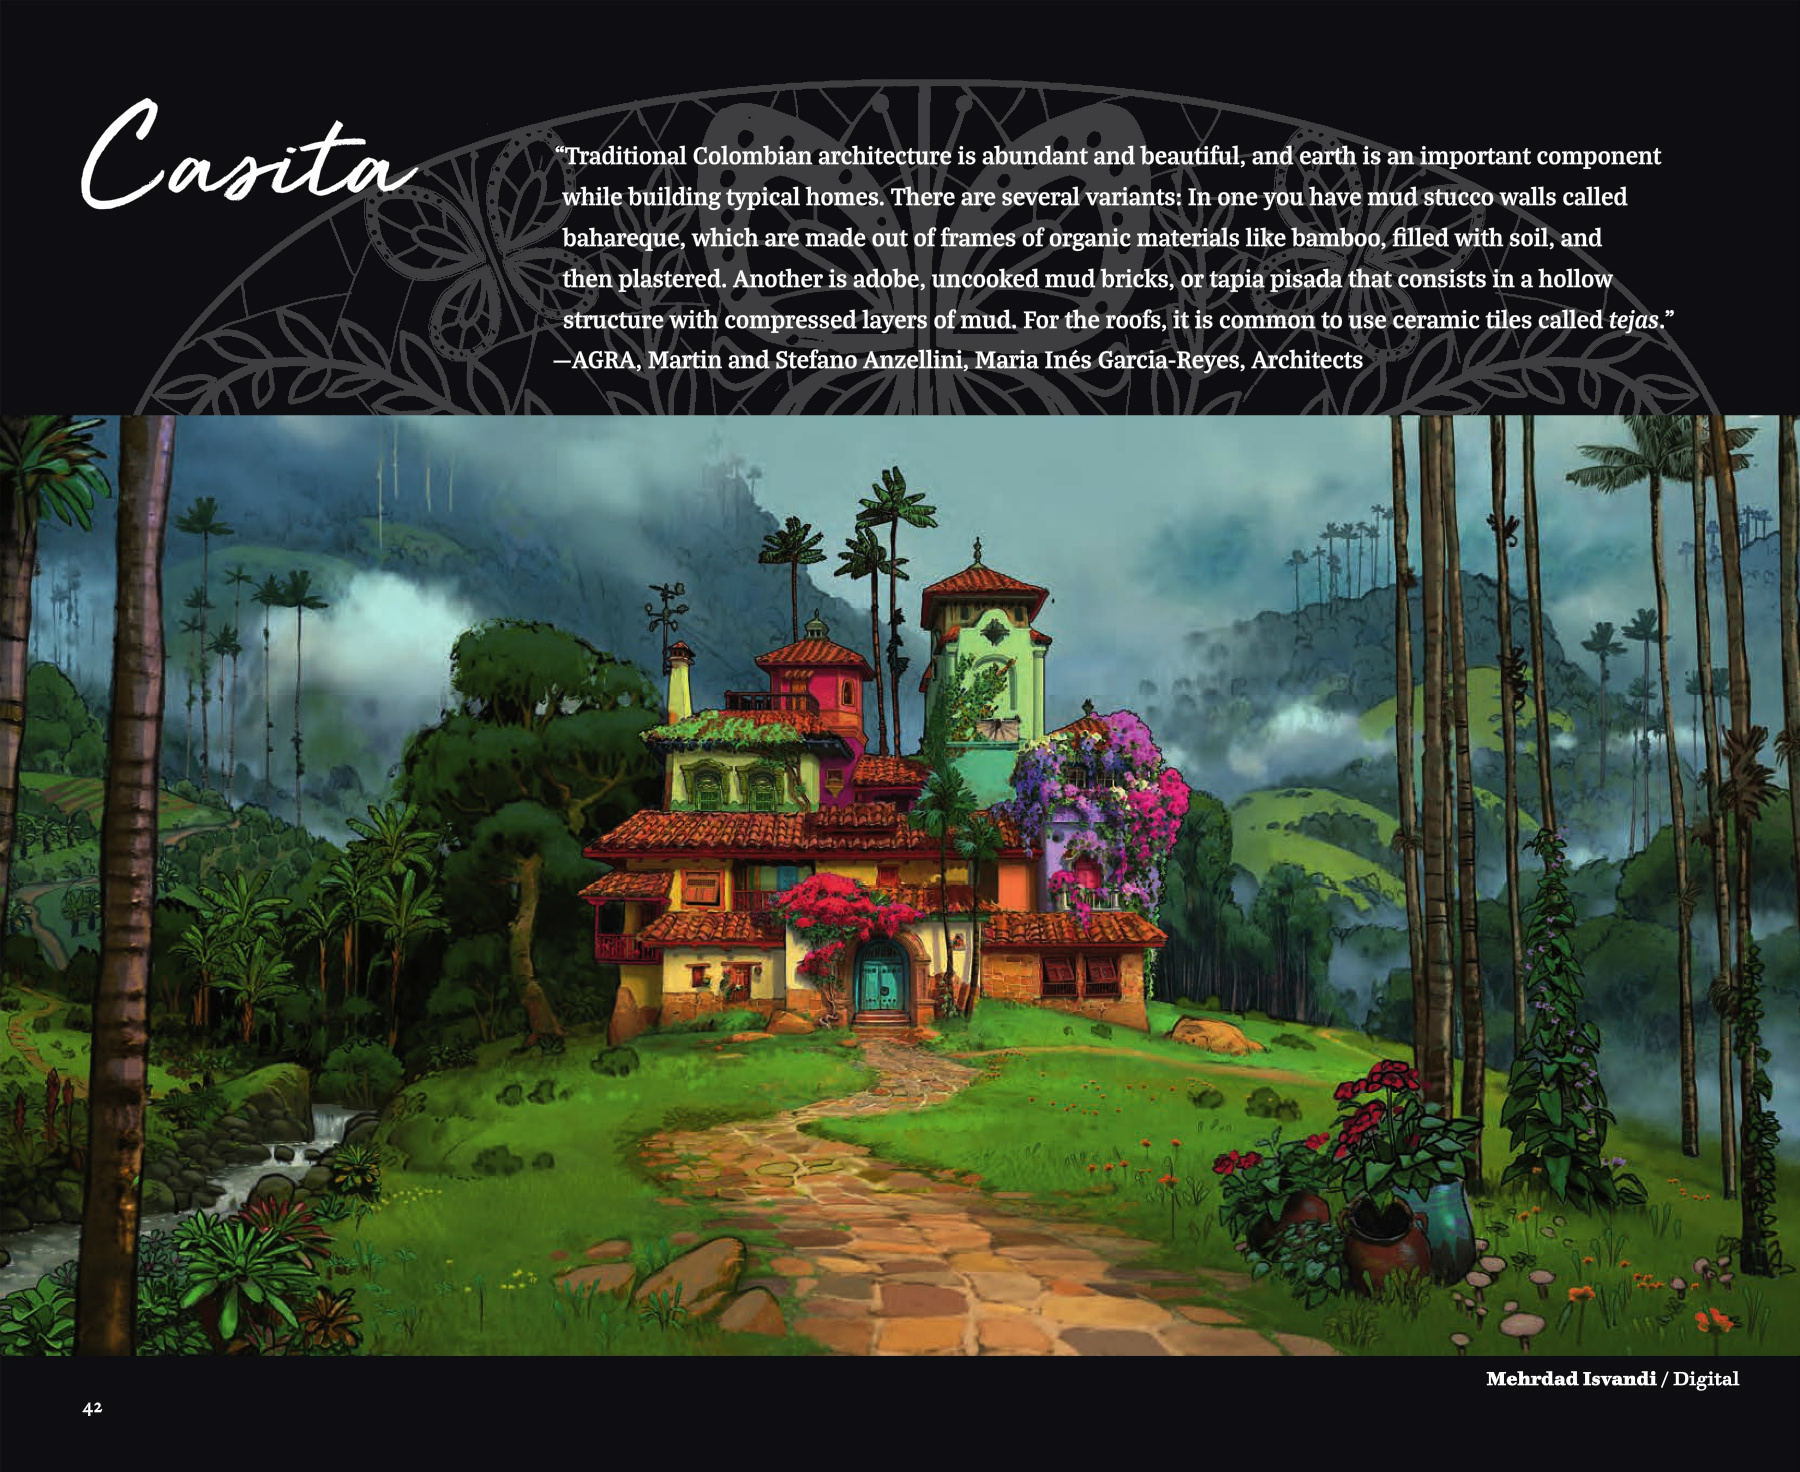 Casita
“Traditional Colombian architecture is abundant and beautiful, and earth is an important component
while building typical homes. There are several variants: In one you have mud stucco walls called
bahareque, which are made out of frames of organic materials like bamboo, filled with soil, and
then plastered. Another is adobe, uncooked mud bricks, or tapia pisada that consists in a hollow
structure with compressed layers of mud. For the roofs, it is common to use ceramic tiles called tejas.”
—AGRA, Martin and Stefano Anzellini, Maria Inés Garcia-Reyes, Architects
Mehrdad Isvandi / Digital
42